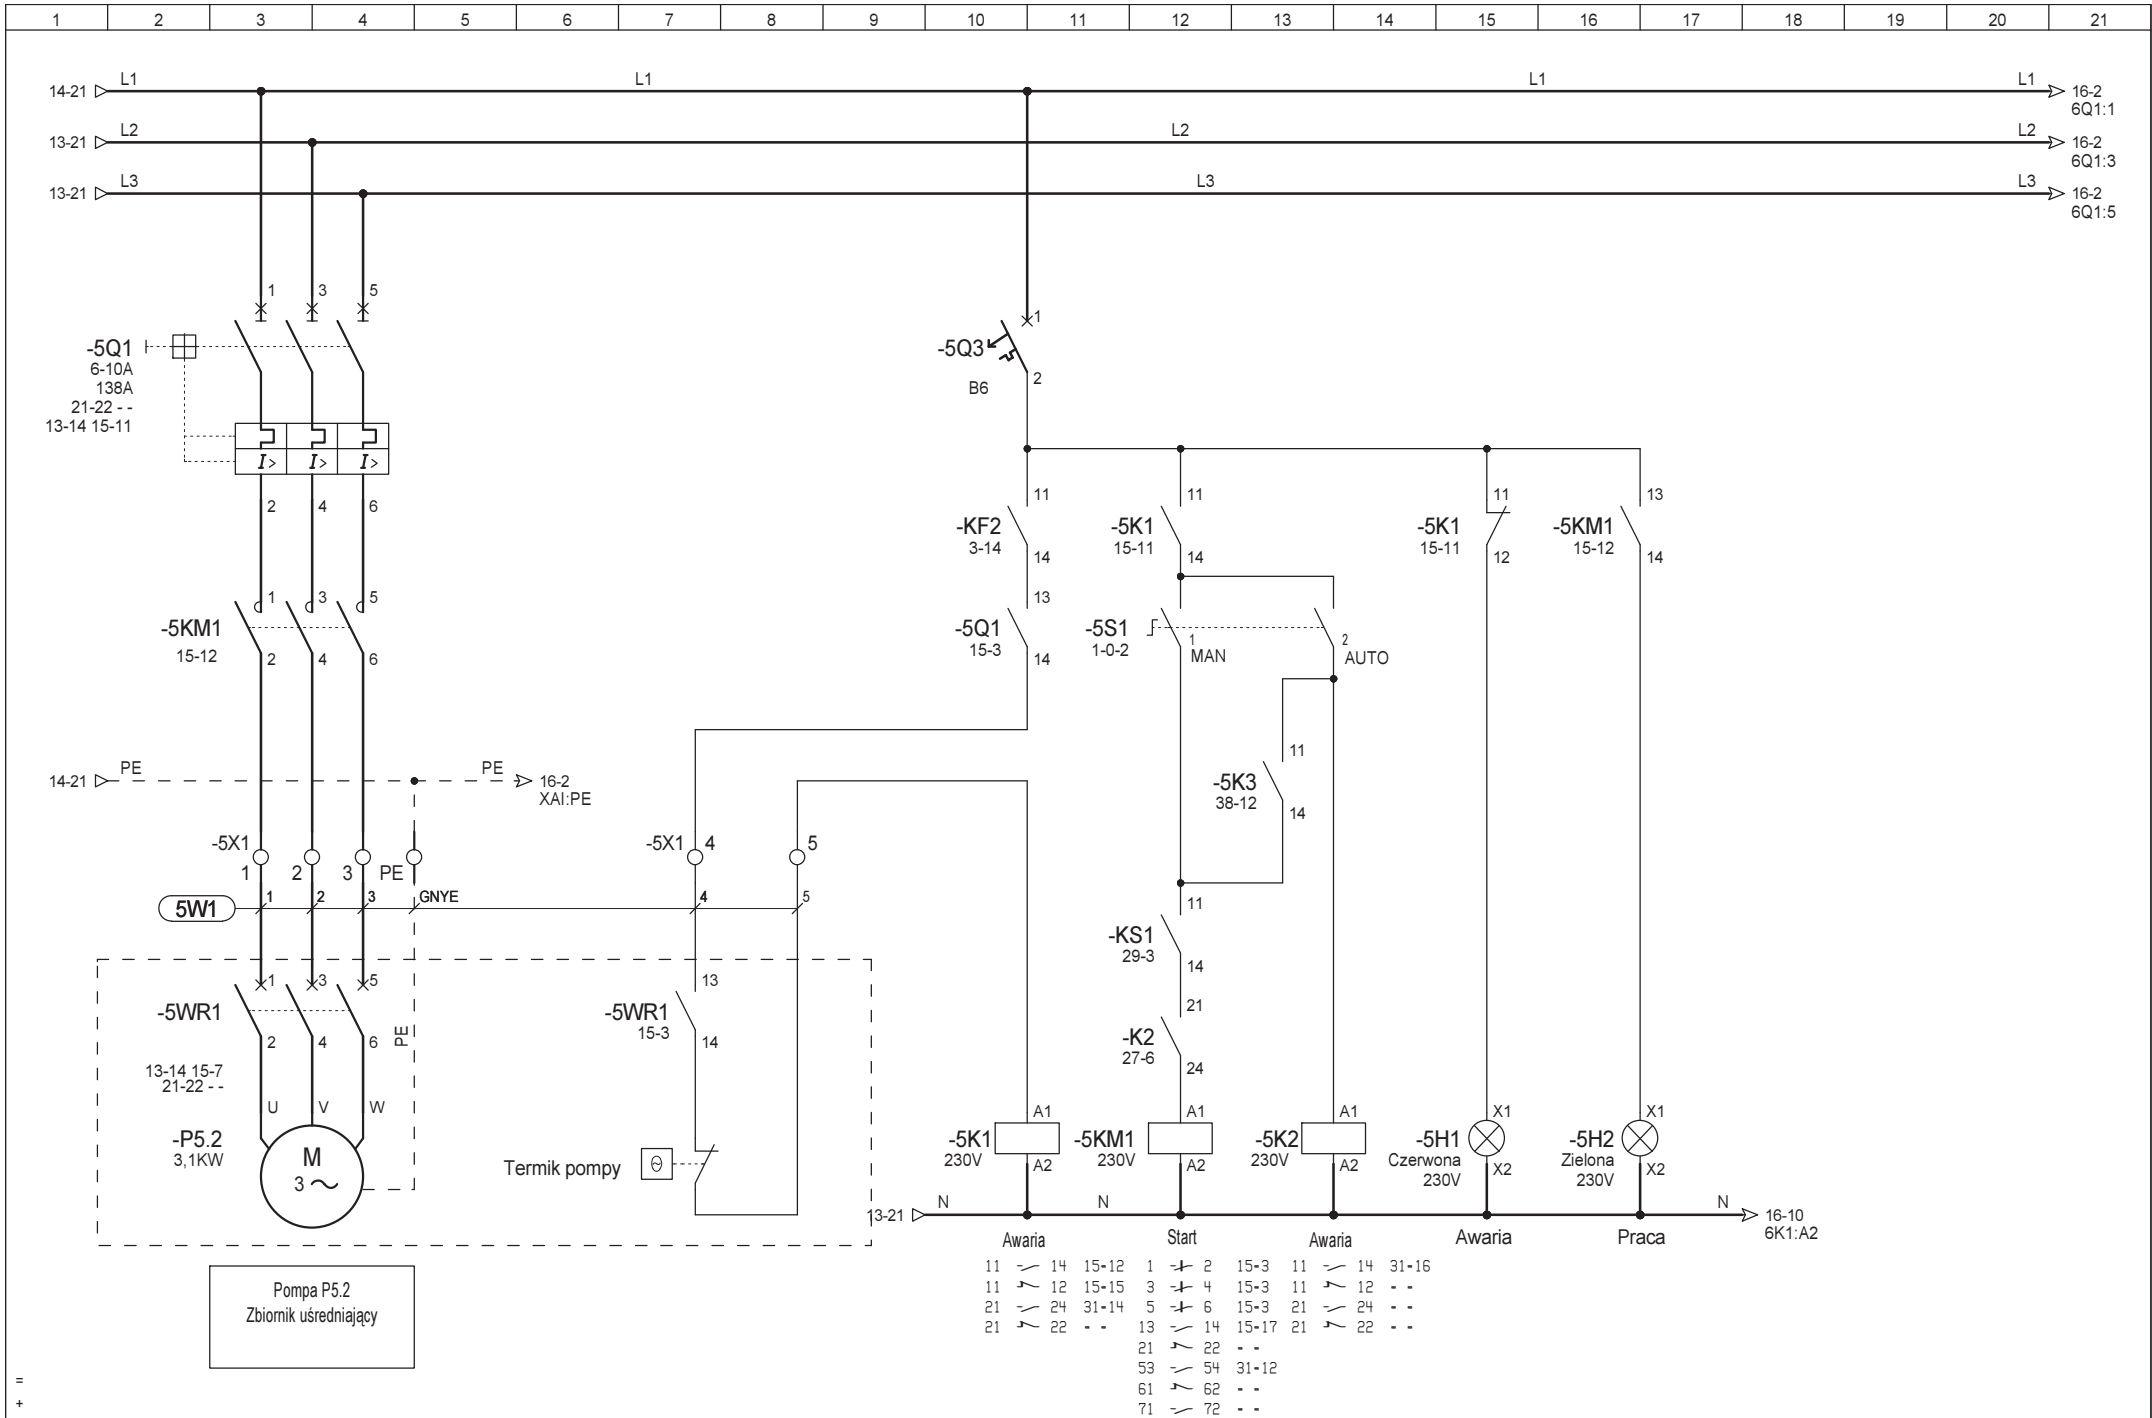 1 2 3 4 5 6 7 8 9 10 11 12 13 14 15 16 17 18 19 20 21
L1 L1 L1 L1
14-21 16-2
6Q1:1
L2 L2 L2
13-21 16-2
6Q1:3
L3 L3 L3
13-21 16-2
6Q1:5
1 3 5
-5Q1
6-10A
138A
21-22 - -
13-14 15-11
I> I> I>
2 4 6
1
-5Q3
B6
2
11
-KF2
3-14
14
11
-5K1
15-11
14
11
-5K1
15-11
12
13
-5KM1
15-12
14
1 3 5
-5KM1
15-12
2 4 6
13
-5Q1
15-3
14
-5S1
1-0-2
1
MAN
2
AUTO
11
-5K3
38-12
14
PE PE
14-21 16-2
XAI:PE
-5X1
1 2 3 PE
-5X1 4 5
5W1 1 2 3 GNYE 4 5
11
-KS1
29-3
14
21
-K2
27-6
24
1 3 5
-5WR1
2 4 6
PE
13-14 15-7
21-22 - -
13
-5WR1
15-3
14
U V W
-P5.2
3,1KW
M
3
Termik pompy
A1
-5K1
230V
A2
A1
-5KM1
230V
A2
A1
-5K2
230V
A2
X1
-5H1
Czerwona
230V
X2
X1
-5H2
Zielona
230V
X2
13-21 N N N 16-10
6K1:A2
Awaria Start Awaria Awaria Praca
11 14 15-12 1 2 15-3 11 14 31-16
11 12 15-15 3 4 15-3 11 12 - -
21 24 31-14 5 6 15-3 21 24 - -
21 22 - - 13 14 15-17 21 22 - -
21 22 - -
53 54 31-12
61 62 - -
71 72 - -
Pompa P5.2
Zbiornik uśredniający
=
+